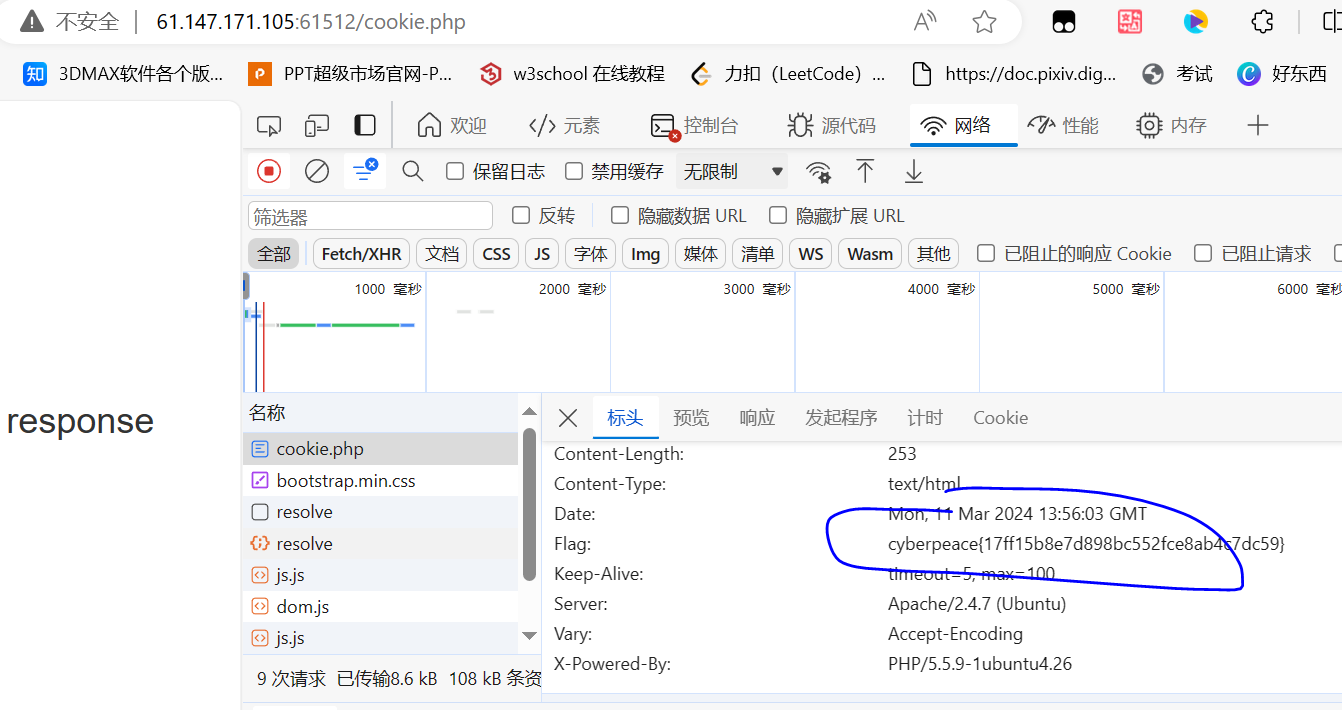 不安全 61.147.171.105:61512/cookie.php
3DMAX软件各个版... PPT超级市场官网-P... w3school 在线教程 力扣（LeetCode）... https://doc.pixiv.dig... 考试 好东西
欢迎 元素 控制台 源代码 网络 性能 内存
保留日志 禁用缓存 无限制
筛选器 反转 隐藏数据 URL 隐藏扩展 URL
全部 Fetch/XHR 文档 CSS JS 字体 Img 媒体 清单 WS Wasm 其他 已阻止的响应 Cookie 已阻止请求
1000 毫秒 2000 毫秒 3000 毫秒 4000 毫秒 5000 毫秒 6000 毫秒
response
名称
cookie.php
bootstrap.min.css
resolve
resolve
js.js
dom.js
js.js
9 次请求 已传输8.6 kB 108 kB 条资
标头 预览 响应 发起程序 计时 Cookie
Content-Length: 253
Content-Type: text/html
Date: Mon, 11 Mar 2024 13:56:03 GMT
Flag: cyberpeace{17ff15b8e7d898bc552fce8ab4c7dc59}
Keep-Alive: timeout=5, max=100
Server: Apache/2.4.7 (Ubuntu)
Vary: Accept-Encoding
X-Powered-By: PHP/5.5.9-1ubuntu4.26